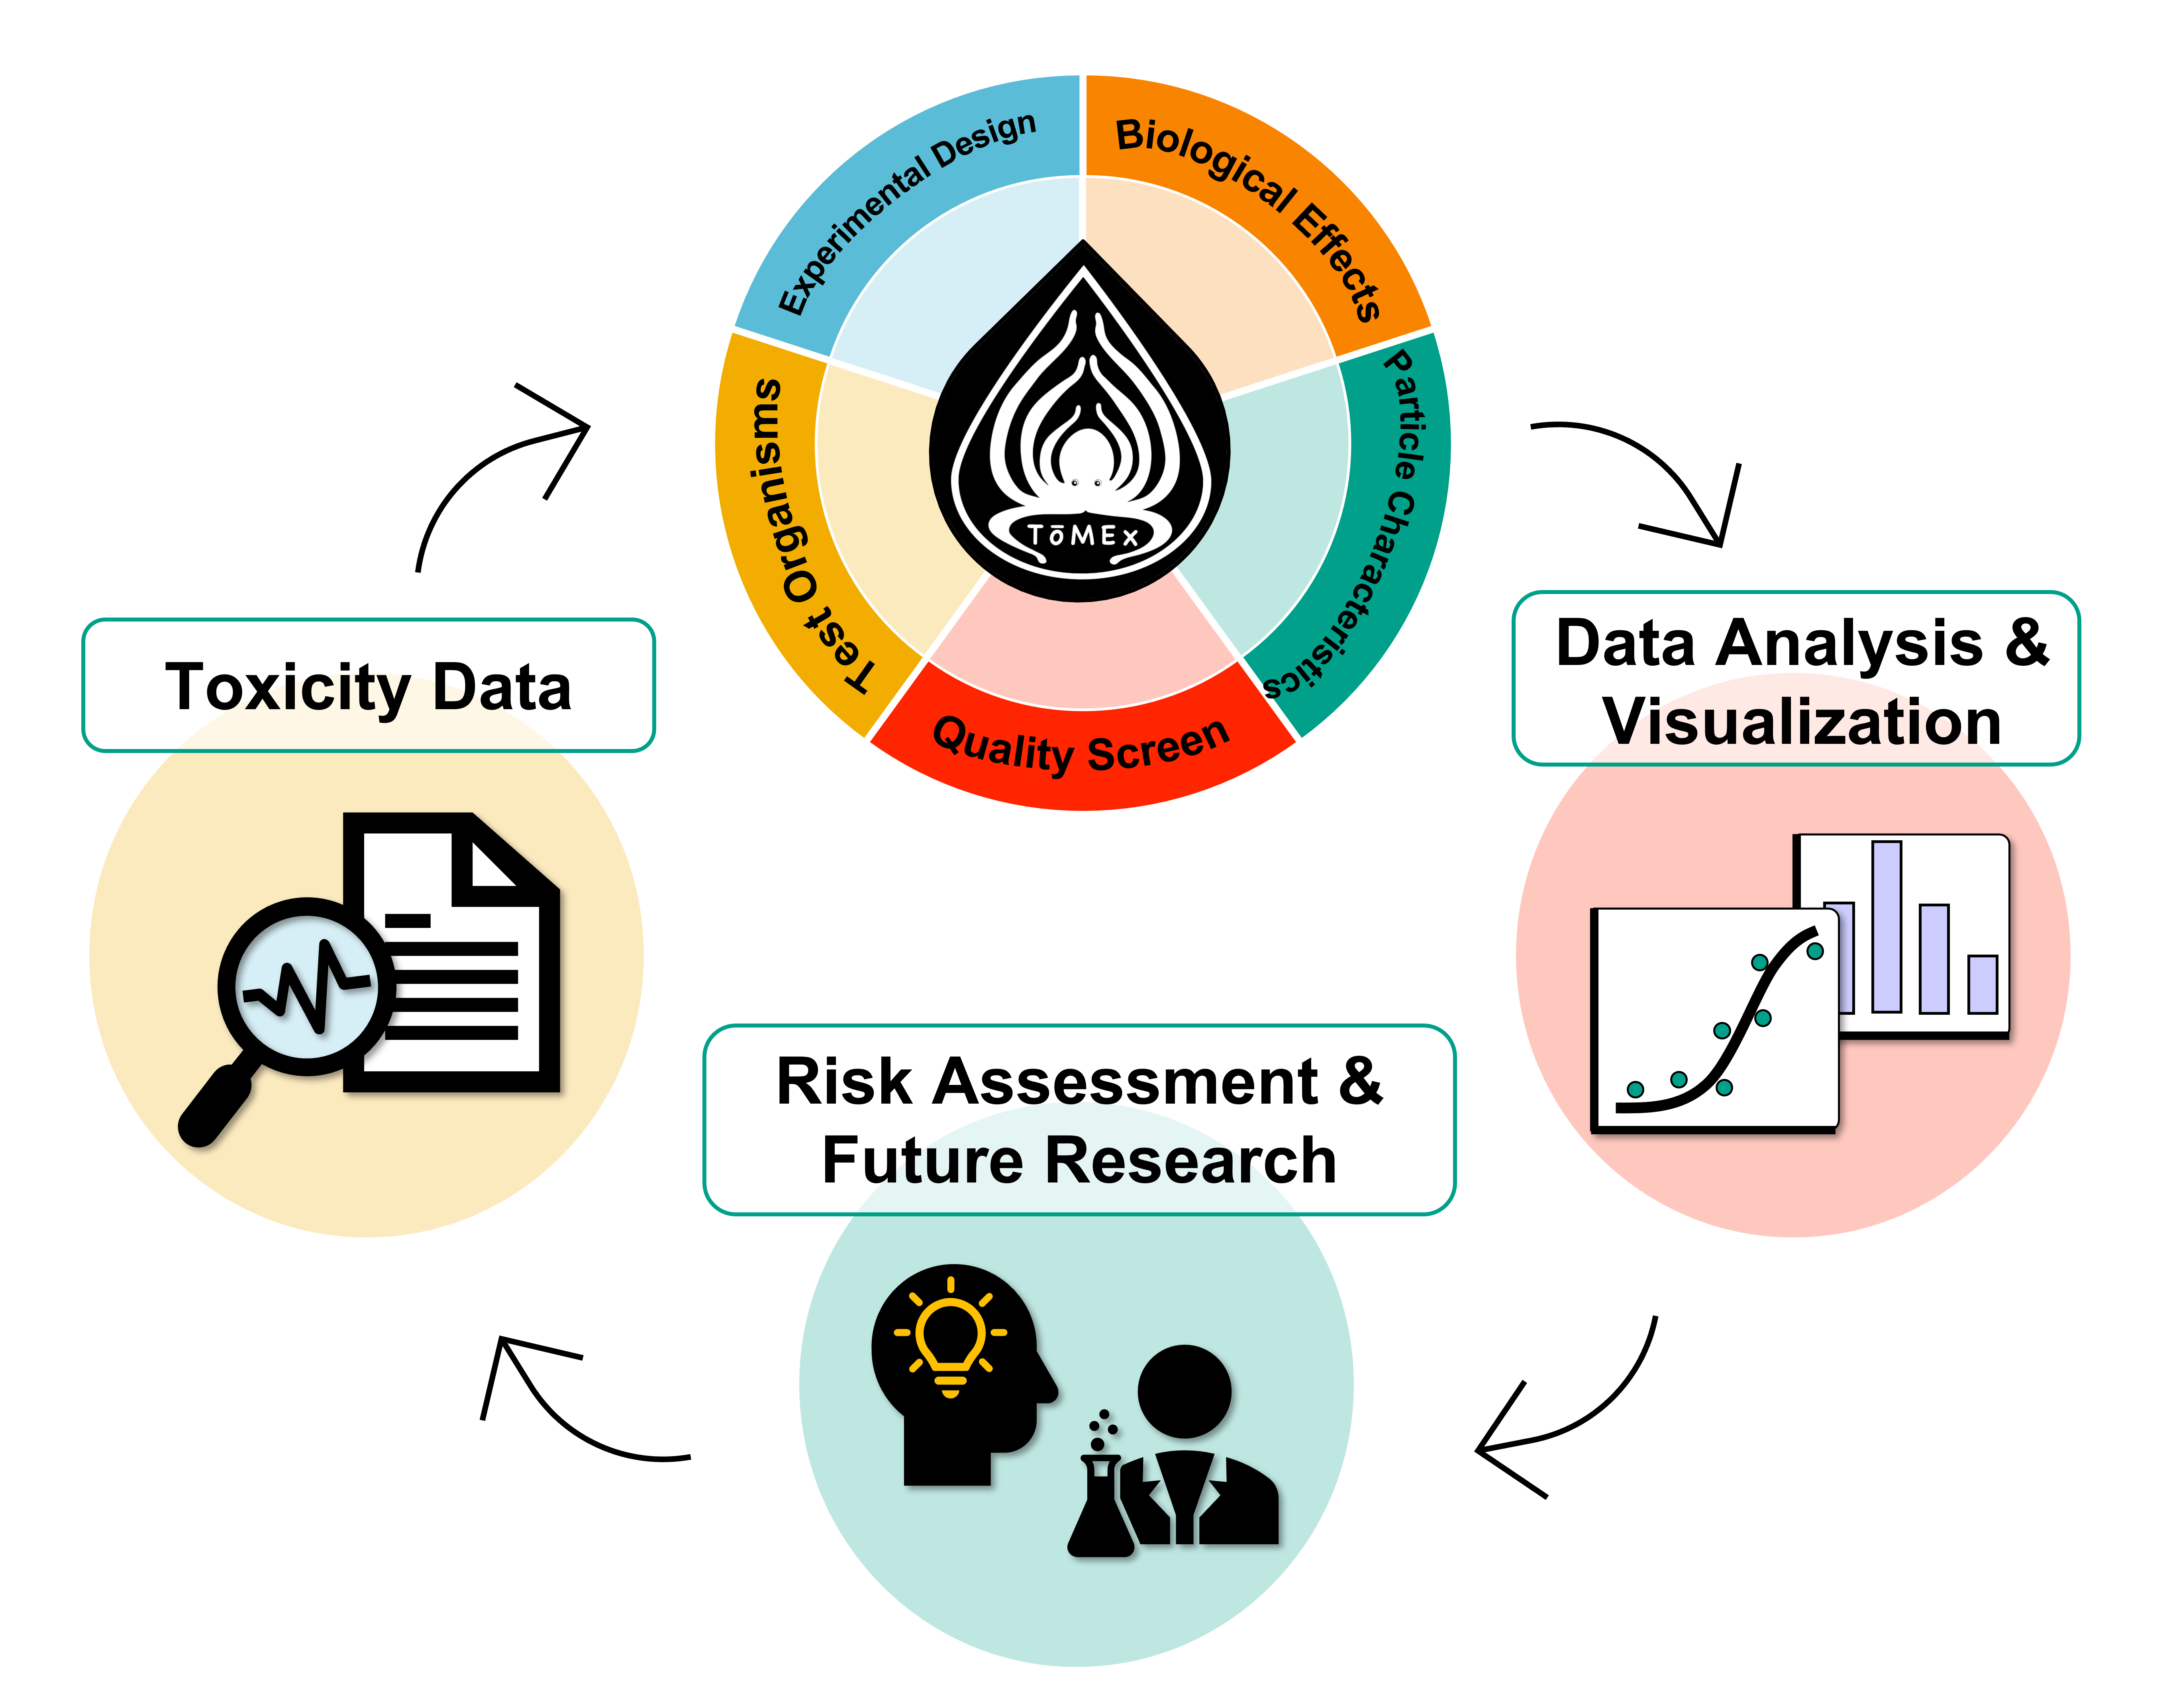 Experimental Design
Biological Effects
Particle Characteristics
Quality Screen
Test Organisms
TōMEx
Toxicity Data
Data Analysis &
Visualization
Risk Assessment &
Future Research